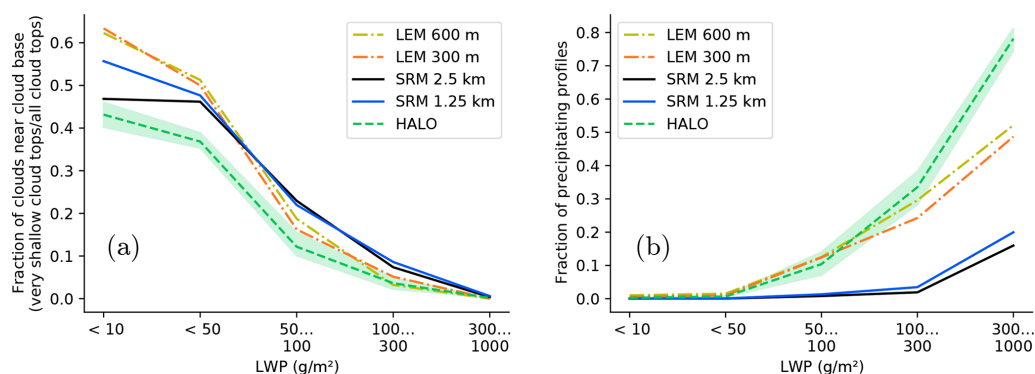 Fraction of clouds near cloud base
(very shallow cloud tops/all cloud tops)
0.6
0.5
0.4
0.3
0.2
0.1
0.0
LEM 600 m
LEM 300 m
SRM 2.5 km
SRM 1.25 km
HALO
(a)
< 10
< 50
50...
100
100...
300
300...
1000
LWP (g/m²)
Fraction of precipitating profiles
0.8
0.7
0.6
0.5
0.4
0.3
0.2
0.1
0.0
LEM 600 m
LEM 300 m
SRM 2.5 km
SRM 1.25 km
HALO
(b)
< 10
< 50
50...
100
100...
300
300...
1000
LWP (g/m²)